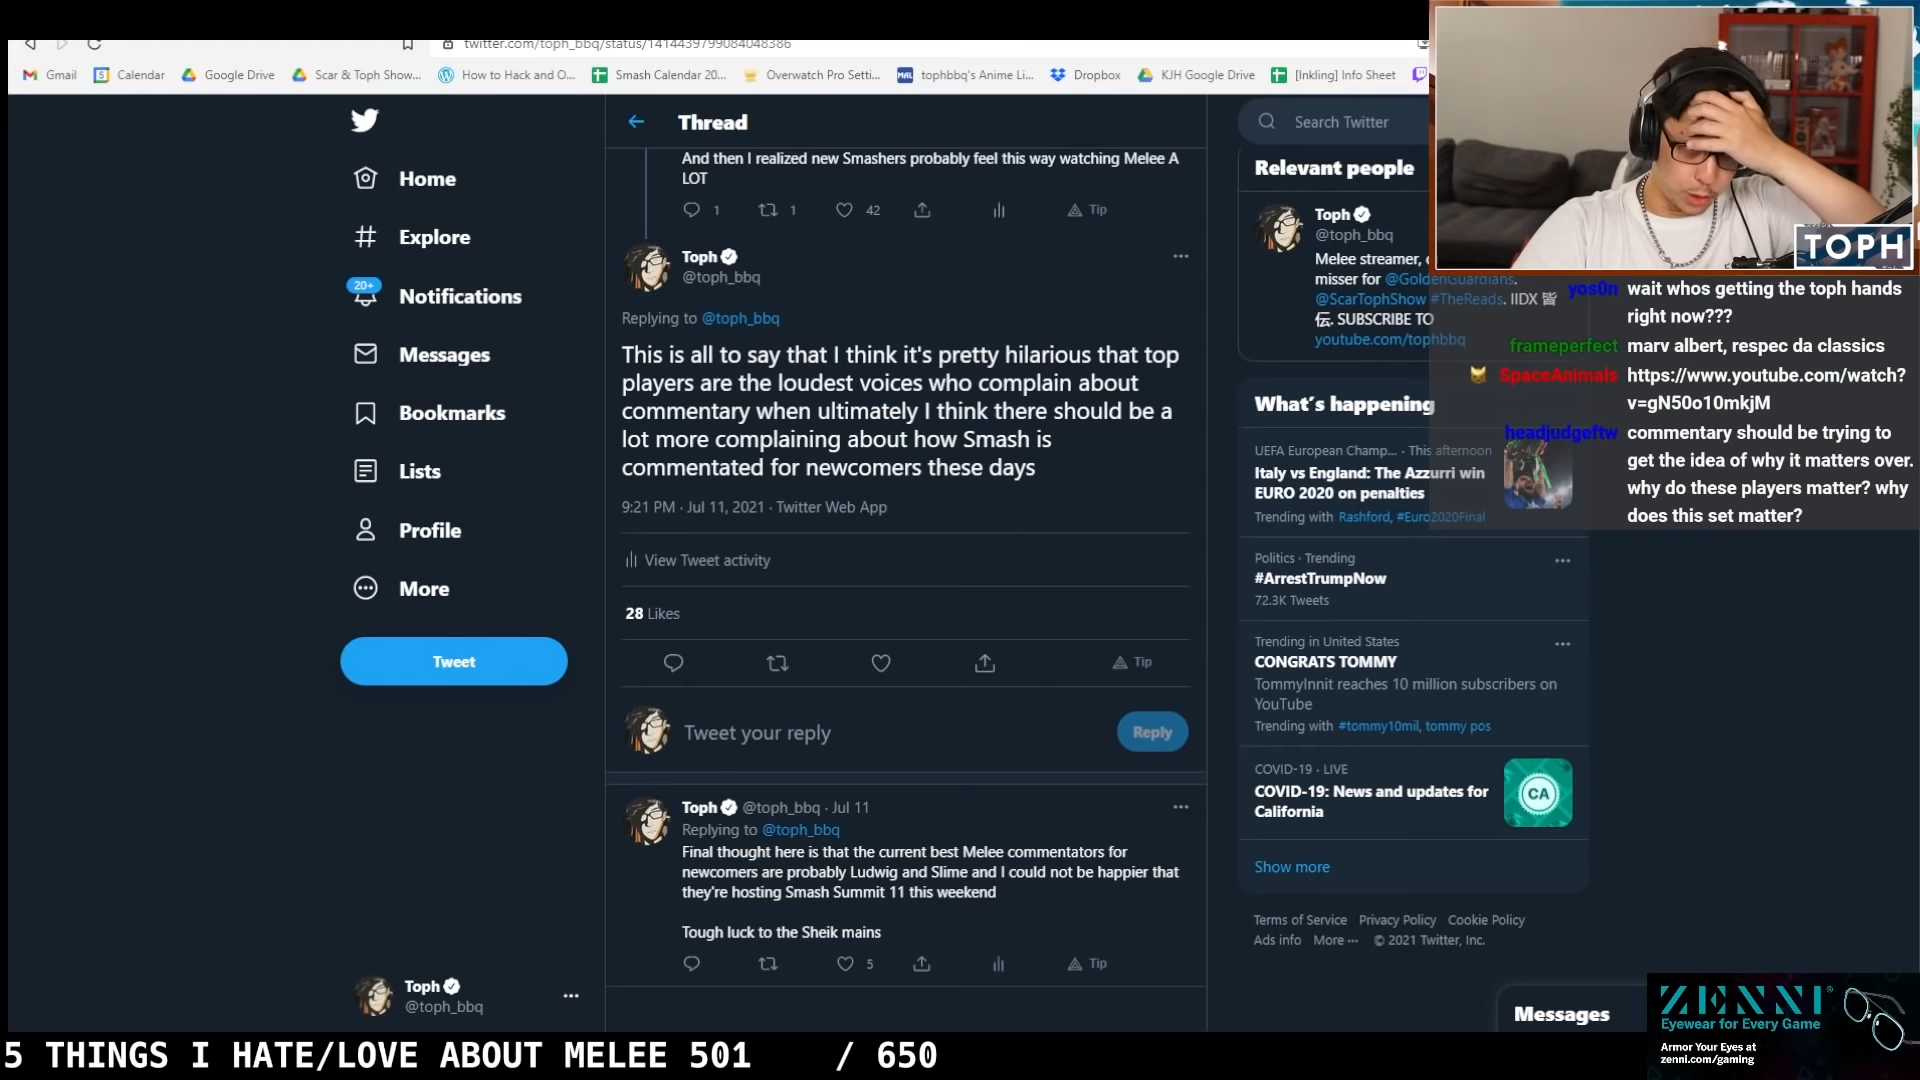 twitter.com/toph_bbq/status/1414439799084048386
Gmail
Calendar
Google Drive
Scar & Toph Show...
How to Hack and O...
Smash Calendar 20...
Overwatch Pro Setti...
tophbbq's Anime Li...
Dropbox
KJH Google Drive
[Inkling] Info Sheet
Home
Explore
20+
Notifications
Messages
Bookmarks
Lists
Profile
More
Tweet
Toph
@toph_bbq
Thread
And then I realized new Smashers probably feel this way watching Melee A
LOT
1 1 42 Tip
Toph
@toph_bbq
Replying to @toph_bbq
This is all to say that I think it's pretty hilarious that top
players are the loudest voices who complain about
commentary when ultimately I think there should be a
lot more complaining about how Smash is
commentated for newcomers these days
9:21 PM · Jul 11, 2021 · Twitter Web App
View Tweet activity
28 Likes
Tip
Tweet your reply
Reply
Toph @toph_bbq · Jul 11
Replying to @toph_bbq
Final thought here is that the current best Melee commentators for
newcomers are probably Ludwig and Slime and I could not be happier that
they're hosting Smash Summit 11 this weekend
Tough luck to the Sheik mains
5 Tip
Search Twitter
Relevant people
Toph
@toph_bbq
Melee streamer,
misser for @GoldenGuardians.
@ScarTophShow #TheReads. IIDX 皆
伝. SUBSCRIBE TO
youtube.com/tophbbq
What's happening
UEFA European Champ... · This afternoon
Italy vs England: The Azzurri win
EURO 2020 on penalties
Trending with Rashford, #Euro2020Final
Politics · Trending
#ArrestTrumpNow
72.3K Tweets
Trending in United States
CONGRATS TOMMY
TommyInnit reaches 10 million subscribers on
YouTube
Trending with #tommy10mil, tommy pos
COVID-19 · LIVE
COVID-19: News and updates for
California
CA
Show more
Terms of Service Privacy Policy Cookie Policy
Ads info More ··· © 2021 Twitter, Inc.
Messages
TOPH
yos0n wait whos getting the toph hands
right now???
frameperfect marv albert, respec da classics
SpaceAnimals https://www.youtube.com/watch?
v=gN50o10mkjM
headjudgeftw commentary should be trying to
get the idea of why it matters over.
why do these players matter? why
does this set matter?
ZENNI®
Eyewear for Every Game
Armor Your Eyes at
zenni.com/gaming
5 THINGS I HATE/LOVE ABOUT MELEE 501 / 650